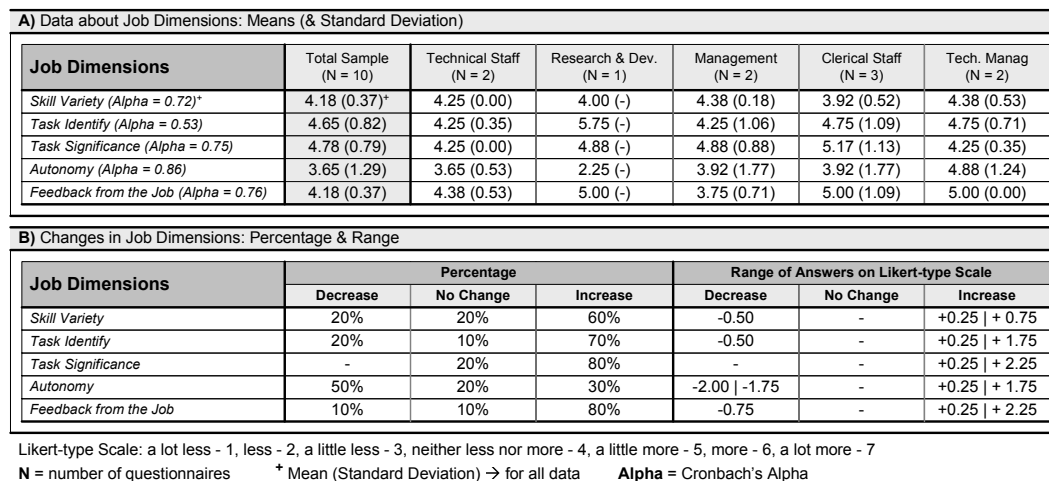 A) Data about Job Dimensions: Means (& Standard Deviation)
Job Dimensions Total Sample (N = 10) Technical Staff (N = 2) Research & Dev. (N = 1) Management (N = 2) Clerical Staff (N = 3) Tech. Manag (N = 2)
Skill Variety (Alpha = 0.72)+ 4.18 (0.37)+ 4.25 (0.00) 4.00 (-) 4.38 (0.18) 3.92 (0.52) 4.38 (0.53)
Task Identify (Alpha = 0.53) 4.65 (0.82) 4.25 (0.35) 5.75 (-) 4.25 (1.06) 4.75 (1.09) 4.75 (0.71)
Task Significance (Alpha = 0.75) 4.78 (0.79) 4.25 (0.00) 4.88 (-) 4.88 (0.88) 5.17 (1.13) 4.25 (0.35)
Autonomy (Alpha = 0.86) 3.65 (1.29) 3.65 (0.53) 2.25 (-) 3.92 (1.77) 3.92 (1.77) 4.88 (1.24)
Feedback from the Job (Alpha = 0.76) 4.18 (0.37) 4.38 (0.53) 5.00 (-) 3.75 (0.71) 5.00 (1.09) 5.00 (0.00)
B) Changes in Job Dimensions: Percentage & Range
Job Dimensions Percentage Range of Answers on Likert-type Scale
Decrease No Change Increase Decrease No Change Increase
Skill Variety 20% 20% 60% -0.50 - +0.25 | + 0.75
Task Identify 20% 10% 70% -0.50 - +0.25 | + 1.75
Task Significance - 20% 80% - - +0.25 | + 2.25
Autonomy 50% 20% 30% -2.00 | -1.75 - +0.25 | + 1.75
Feedback from the Job 10% 10% 80% -0.75 - +0.25 | + 2.25
Likert-type Scale: a lot less - 1, less - 2, a little less - 3, neither less nor more - 4, a little more - 5, more - 6, a lot more - 7
N = number of questionnaires + Mean (Standard Deviation) → for all data Alpha = Cronbach's Alpha